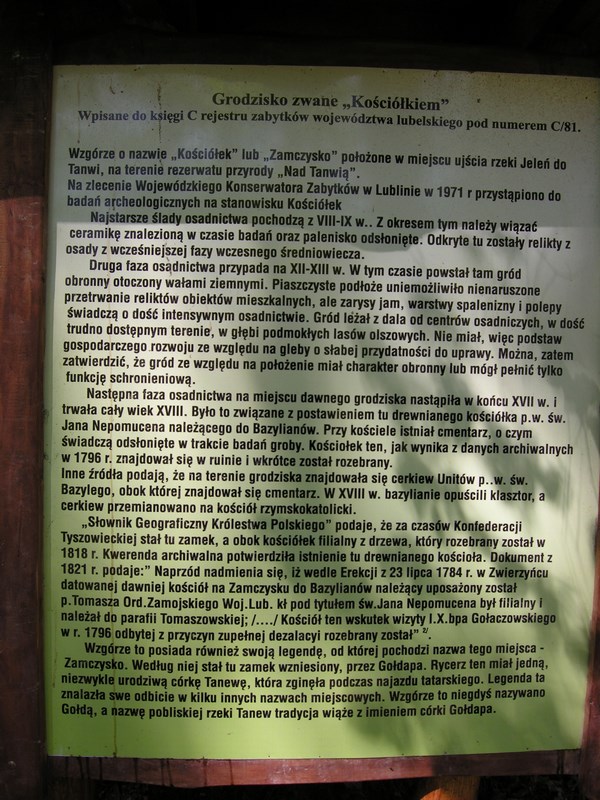 Grodzisko zwane „Kościółkiem”
Wpisane do księgi C rejestru zabytków województwa lubelskiego pod numerem C/81.
Wzgórze o nazwie „Kościółek” lub „Zamczysko” położone w miejscu ujścia rzeki Jeleń do
Tanwi, na terenie rezerwatu przyrody „Nad Tanwią”.
Na zlecenie Wojewódzkiego Konserwatora Zabytków w Lublinie w 1971 r przystąpiono do
badań archeologicznych na stanowisku Kościółek
Najstarsze ślady osadnictwa pochodzą z VIII-IX w.. Z okresem tym należy wiązać
ceramikę znalezioną w czasie badań oraz palenisko odsłonięte. Odkryte tu zostały relikty z
osady z wcześniejszej fazy wczesnego średniowiecza.
Druga faza osadnictwa przypada na XII-XIII w. W tym czasie powstał tam gród
obronny otoczony wałami ziemnymi. Piaszczyste podłoże uniemożliwiło nienaruszone
przetrwanie reliktów obiektów mieszkalnych, ale zarysy jam, warstwy spalenizny i polepy
świadczą o dość intensywnym osadnictwie. Gród leżał z dala od centrów osadniczych, w dość
trudno dostępnym terenie, w głębi podmokłych lasów olszowych. Nie miał, więc podstaw
gospodarczego rozwoju ze względu na gleby o słabej przydatności do uprawy. Można, zatem
zatwierdzić, że gród ze względu na położenie miał charakter obronny lub mógł pełnić tylko
funkcję schronieniową.
Następna faza osadnictwa na miejscu dawnego grodziska nastąpiła w końcu XVII w. i
trwała cały wiek XVIII. Było to związane z postawieniem tu drewnianego kościółka p.w. św.
Jana Nepomucena należącego do Bazylianów. Przy kościele istniał cmentarz, o czym
świadczą odsłonięte w trakcie badań groby. Kościołek ten, jak wynika z danych archiwalnych
w 1796 r. znajdował się w ruinie i wkrótce został rozebrany.
Inne źródła podają, że na terenie grodziska znajdowała się cerkiew Unitów p..w. św.
Bazylego, obok której znajdował się cmentarz. W XVIII w. bazylianie opuścili klasztor, a
cerkiew przemianowano na kościół rzymskokatolicki.
„Słownik Geograficzny Królestwa Polskiego” podaje, że za czasów Konfederacji
Tyszowieckiej stał tu zamek, a obok kościółek filialny z drzewa, który rozebrany został w
1818 r. Kwerenda archiwalna potwierdziła istnienie tu drewnianego kościoła. Dokument z
1821 r. podaje:” Naprzód nadmienia się, iż wedle Erekcji z 23 lipca 1784 r. w Zwierzyńcu
datowanej dawniej kościół na Zamczysku do Bazylianów należący uposażony został
p.Tomasza Ord.Zamojskiego Woj.Lub. kł pod tytułem św.Jana Nepomucena był filialny i
należał do parafii Tomaszowskiej; /..../ Kościół ten wskutek wizyty I.X.bpa Gołaczowskiego
w r. 1796 odbytej z przyczyn zupełnej dezalacyi rozebrany został” ²/.
Wzgórze to posiada również swoją legendę, od której pochodzi nazwa tego miejsca -
Zamczysko. Według niej stał tu zamek wzniesiony, przez Gołdapa. Rycerz ten miał jedną,
niezwykle urodziwą córkę Tanewę, która zginęła podczas najazdu tatarskiego. Legenda ta
znalazła swe odbicie w kilku innych nazwach miejscowych. Wzgórze to niegdyś nazywano
Gołdą, a nazwę pobliskiej rzeki Tanew tradycja wiąże z imieniem córki Gołdapa.